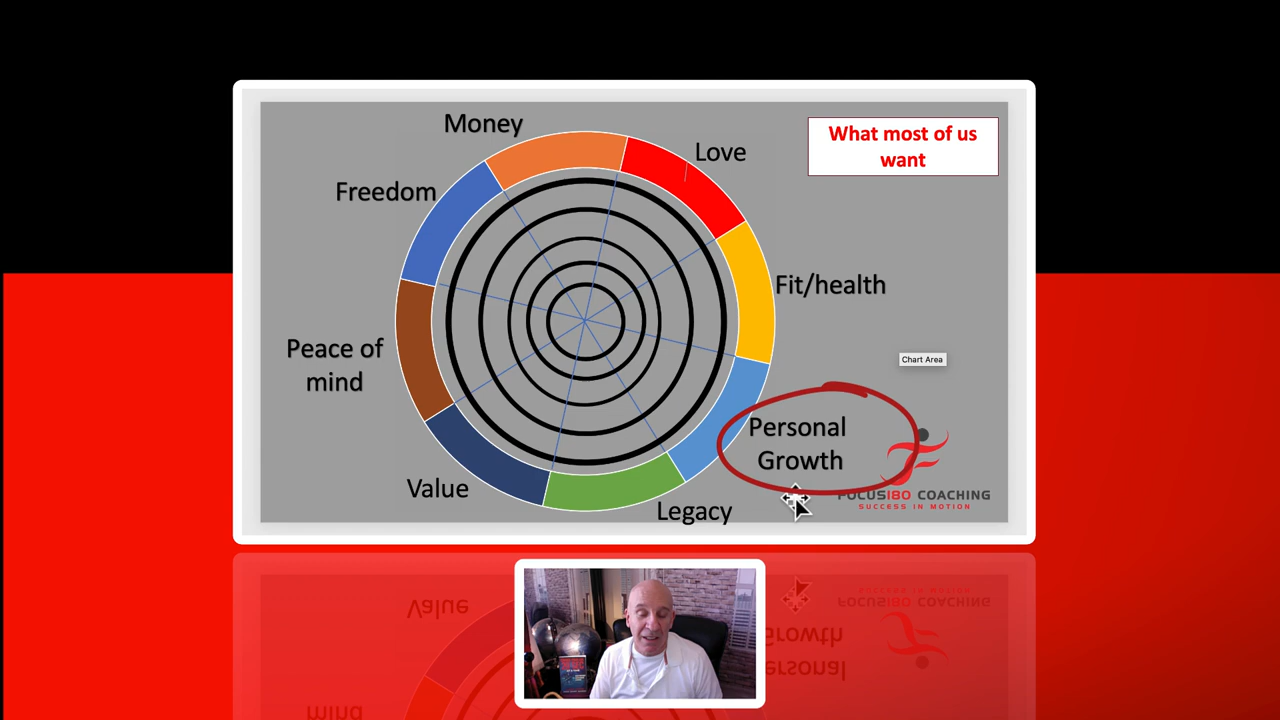 Money
What most of us
want
Love
Freedom
Fit/health
Peace of
mind
Chart Area
Personal
Growth
Value
Legacy
FOCUSIBO COACHING
SUCCESS IN MOTION